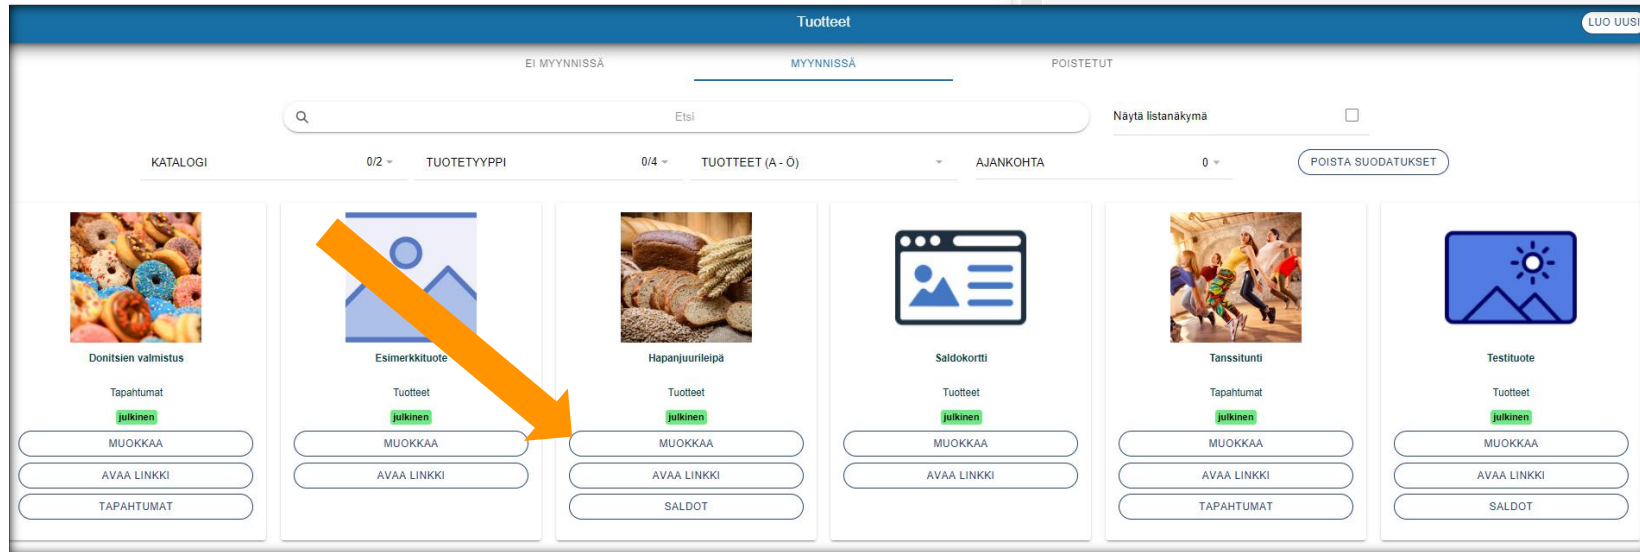 Tuotteet
LUO UUSI
EI MYYNNISSÄ MYYNNISSÄ POISTETUT
Etsi
Näytä listanäkymä
KATALOGI 0/2 TUOTETYYPPI 0/4 TUOTTEET (A - Ö) AJANKOHTA 0 POISTA SUODATUKSET
Donitsien valmistus Esimerkkituote Hapanjuurileipä Saldokortti Tanssitunti Testituote
Tapahtumat Tuotteet Tuotteet Tuotteet Tapahtumat Tuotteet
julkinen julkinen julkinen julkinen julkinen julkinen
MUOKKAA MUOKKAA MUOKKAA MUOKKAA MUOKKAA MUOKKAA
AVAA LINKKI AVAA LINKKI AVAA LINKKI AVAA LINKKI AVAA LINKKI AVAA LINKKI
TAPAHTUMAT SALDOT TAPAHTUMAT SALDOT